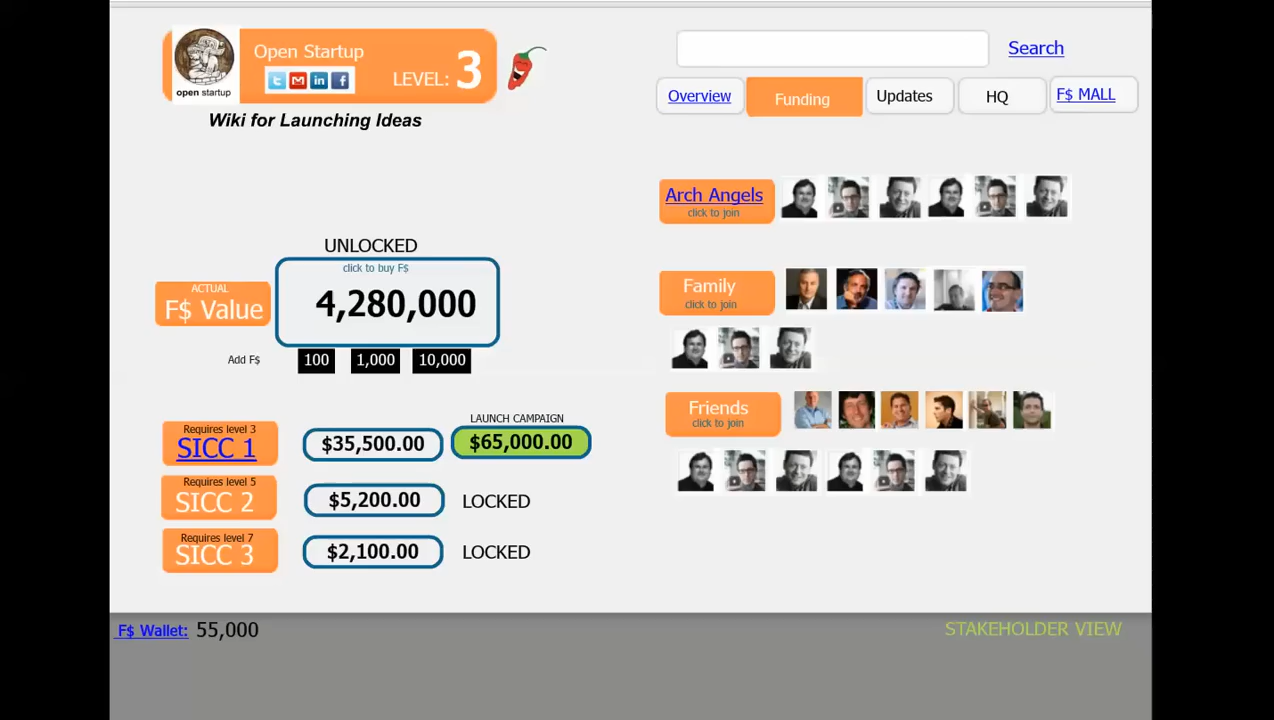 open startup
Open Startup
LEVEL: 3
Wiki for Launching Ideas
Search
Overview
Funding
Updates
HQ
F$ MALL
UNLOCKED
click to buy F$
ACTUAL
F$ Value
4,280,000
Add F$
100
1,000
10,000
LAUNCH CAMPAIGN
Requires level 3
SICC 1
$35,500.00
$65,000.00
Requires level 5
SICC 2
$5,200.00
LOCKED
Requires level 7
SICC 3
$2,100.00
LOCKED
Arch Angels
click to join
Family
click to join
Friends
click to join
F$ Wallet: 55,000
STAKEHOLDER VIEW